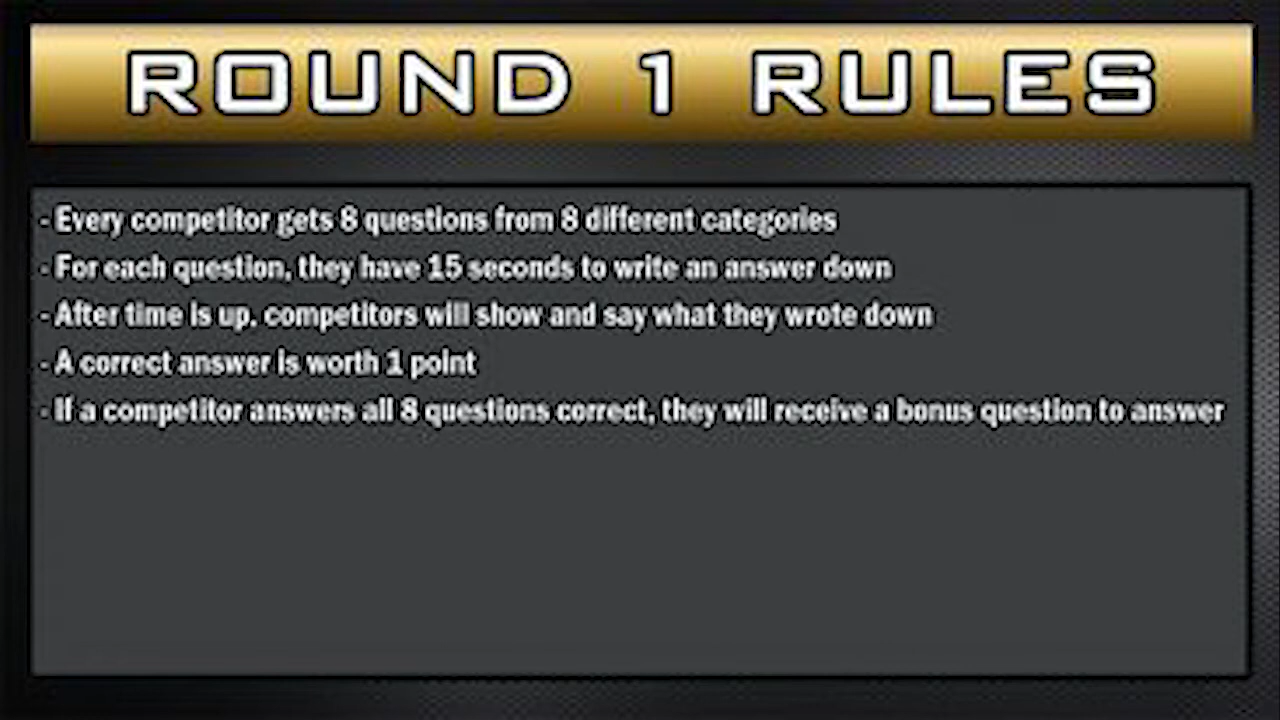 ROUND 1 RULES
- Every competitor gets 8 questions from 8 different categories
- For each question, they have 15 seconds to write an answer down
- After time is up, competitors will show and say what they wrote down
- A correct answer is worth 1 point
- If a competitor answers all 8 questions correct, they will receive a bonus question to answer